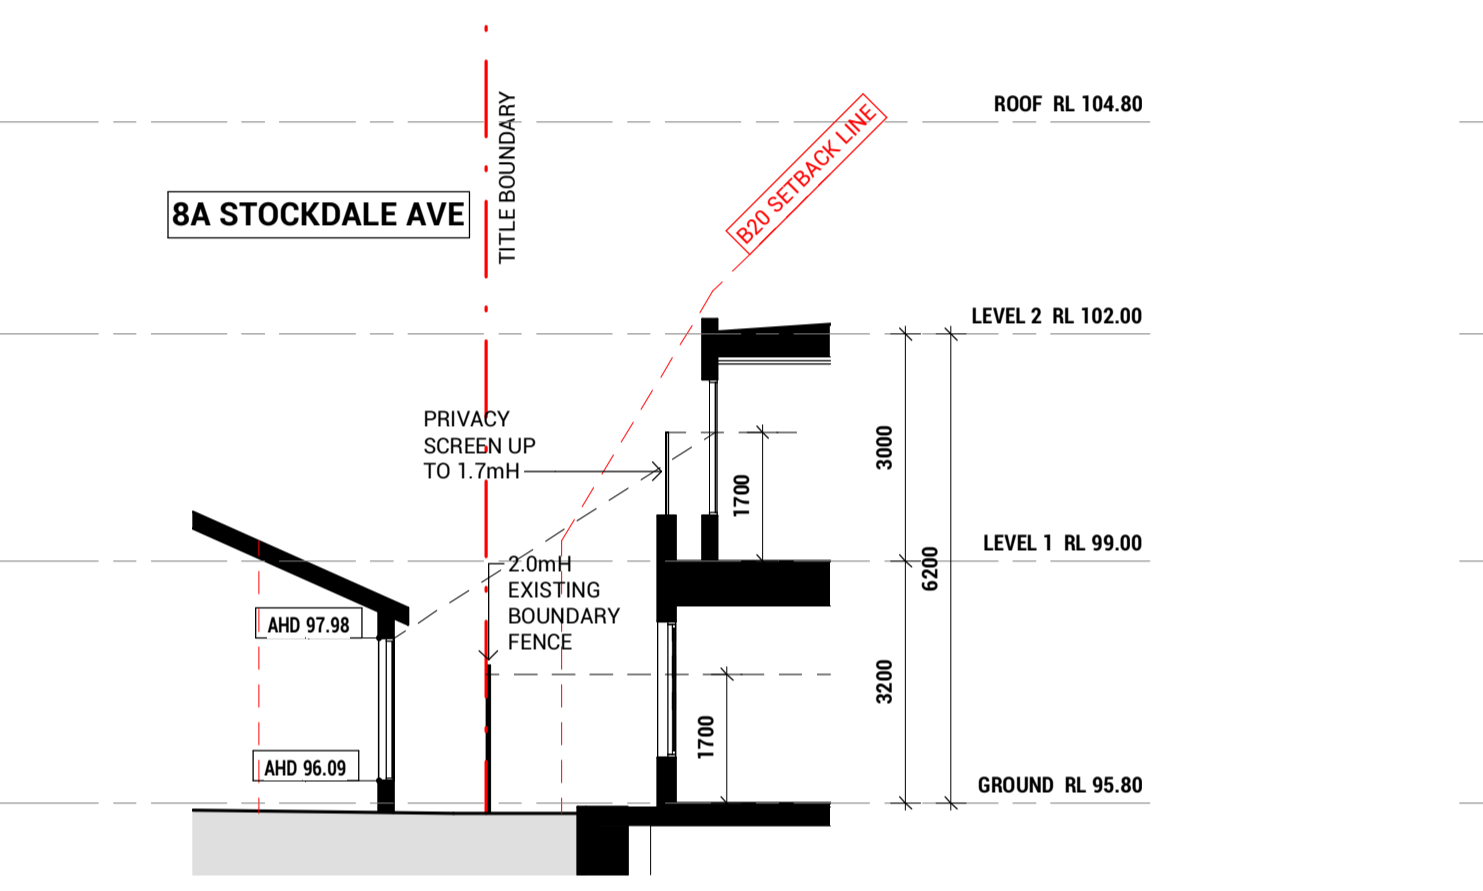 ROOF RL 104.80
TITLE BOUNDARY
B20 SETBACK LINE
8A STOCKDALE AVE
LEVEL 2 RL 102.00
PRIVACY
SCREEN UP
TO 1.7mH
3000
1700
LEVEL 1 RL 99.00
6200
2.0mH
EXISTING
BOUNDARY
FENCE
AHD 97.98
3200
1700
AHD 96.09
GROUND RL 95.80